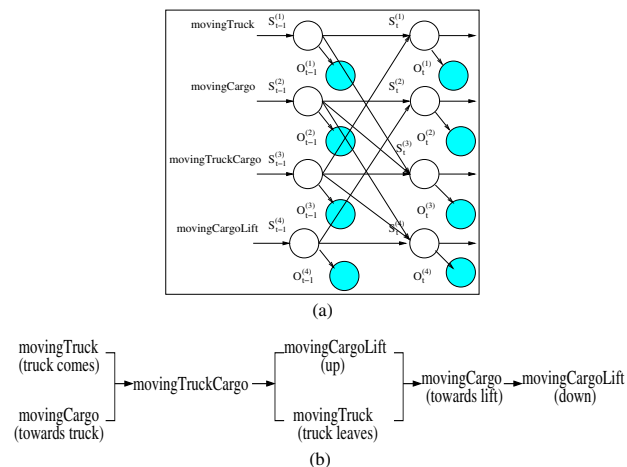 movingTruck S_{t-1}^{(1)} S_t^{(1)}
O_{t-1}^{(1)} O_t^{(1)}
movingCargo S_{t-1}^{(2)} S_t^{(2)}
O_{t-1}^{(2)} O_t^{(2)}
movingTruckCargo S_{t-1}^{(3)} S_t^{(3)}
O_{t-1}^{(3)} O_t^{(3)}
movingCargoLift S_{t-1}^{(4)} S_t^{(4)}
O_{t-1}^{(4)} O_t^{(4)}
(a)
movingTruck
(truck comes)
movingCargo
(towards truck)
movingTruckCargo
movingCargoLift
(up)
movingTruck
(truck leaves)
movingCargo
(towards lift)
movingCargoLift
(down)
(b)